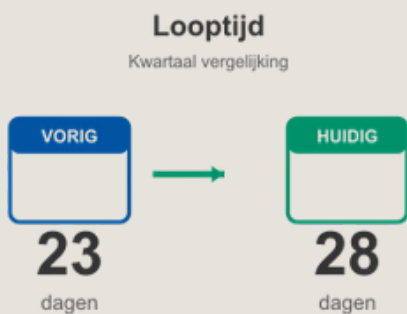 Looptijd
Kwartaal vergelijking
VORIG
HUIDIG
23
28
dagen
dagen